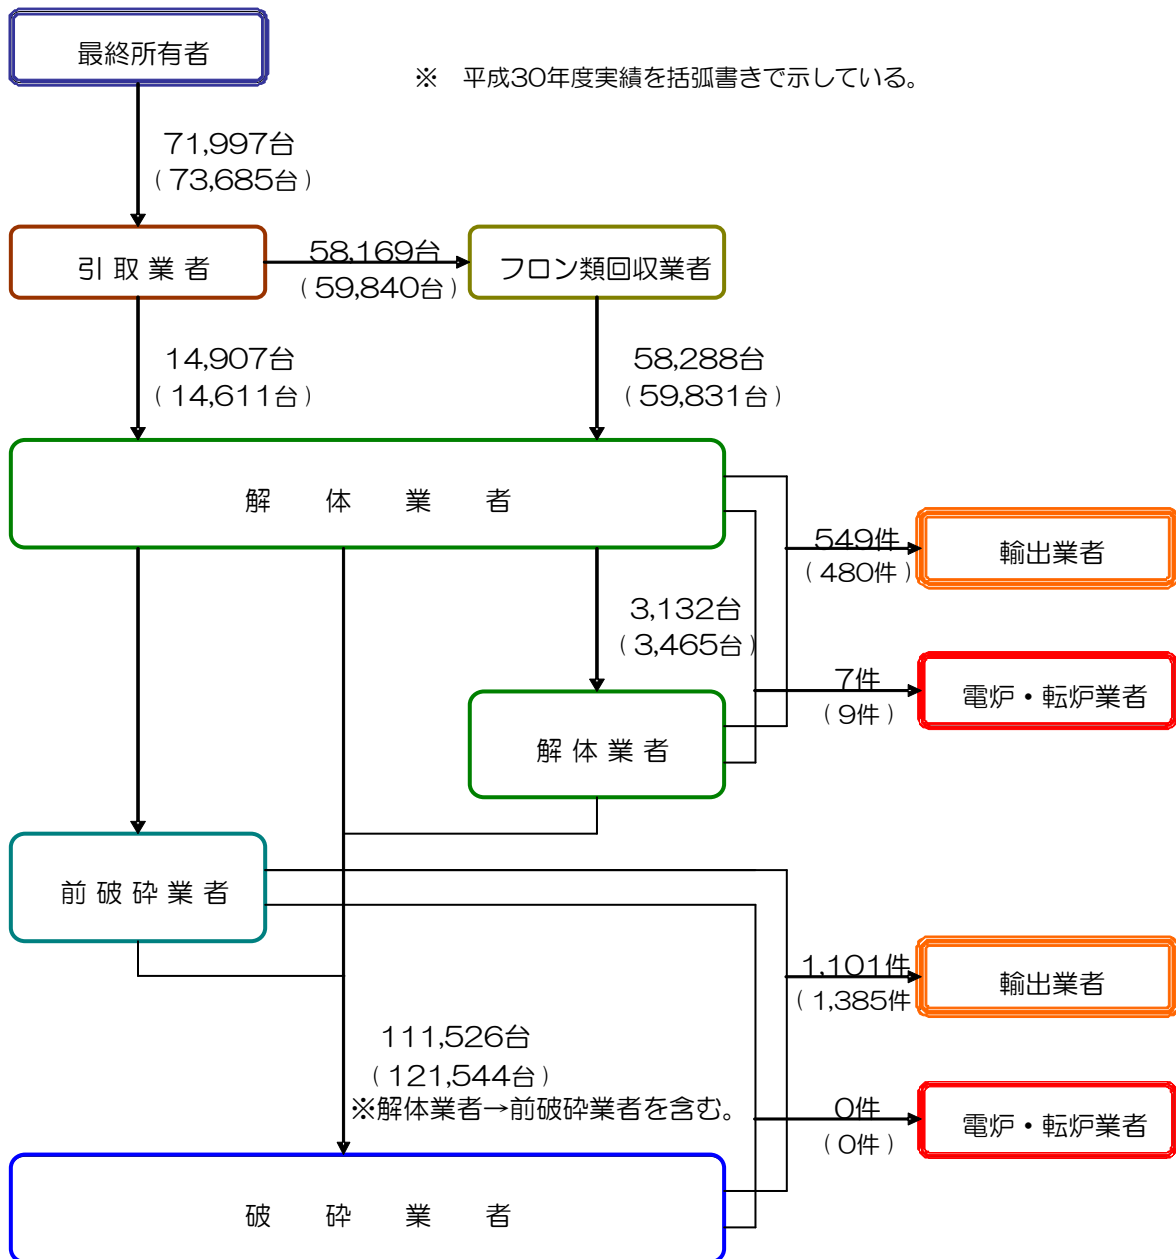 最終所有者
※　平成30年度実績を括弧書きで示している。
71,997台
（73,685台）
引取業者
58,169台
（59,840台）
フロン類回収業者
14,907台
（14,611台）
58,288台
（59,831台）
解　体　業　者
549件
（480件）
輸出業者
3,132台
（3,465台）
7件
（9件）
電炉・転炉業者
解体業者
前破砕業者
1,101件
（1,385件
輸出業者
111,526台
（121,544台）
※解体業者→前破砕業者を含む。
0件
（0件）
電炉・転炉業者
破　砕　業　者